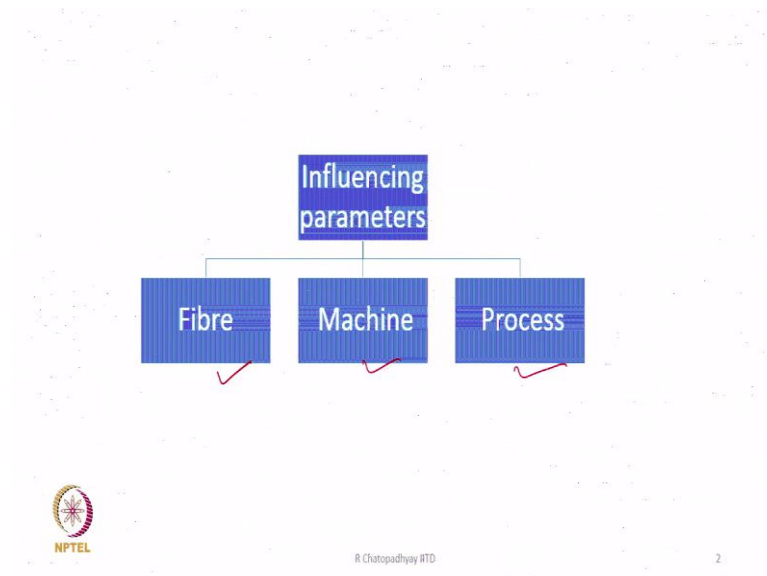 Influencing
parameters
Fibre
Machine
Process
NPTEL
R Chatopadhyay IITD
2